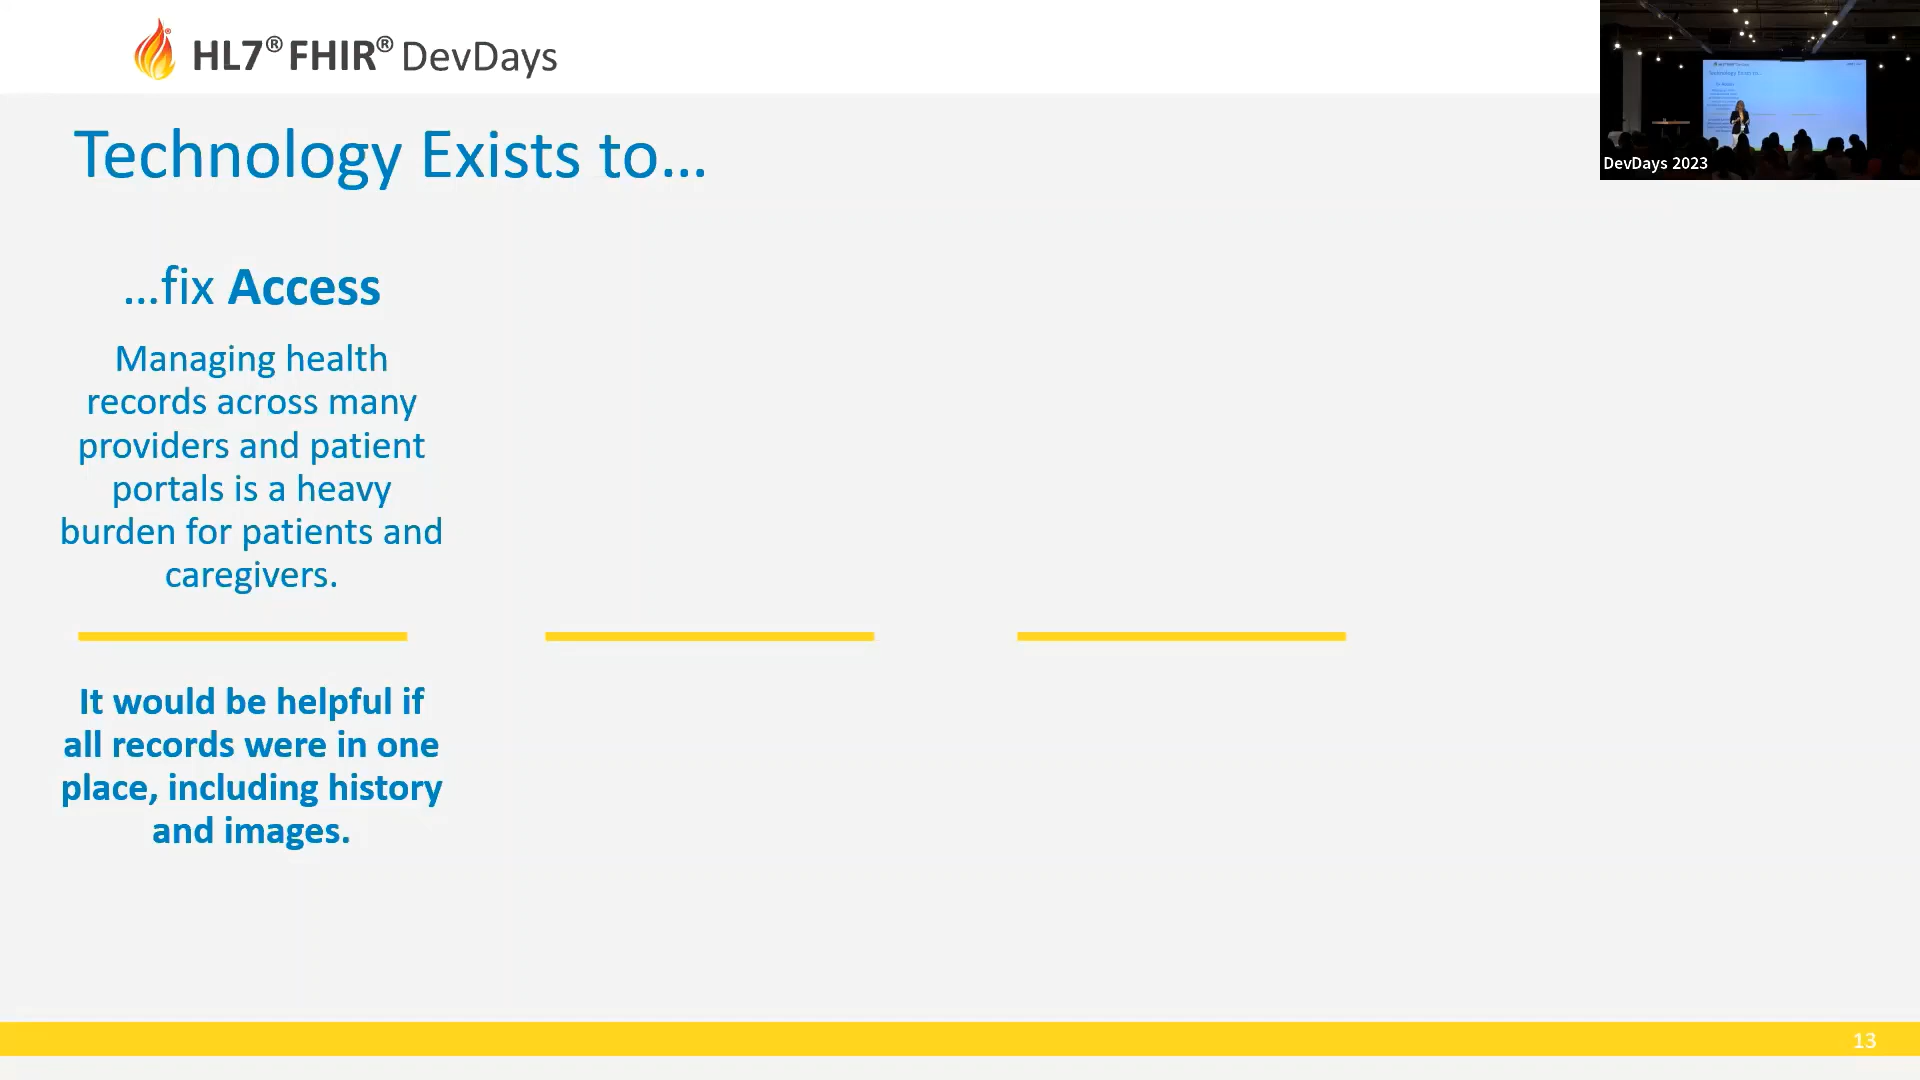 HL7® FHIR® DevDays
DevDays 2023
Technology Exists to...
...fix Access
Managing health
records across many
providers and patient
portals is a heavy
burden for patients and
caregivers.
It would be helpful if
all records were in one
place, including history
and images.
13